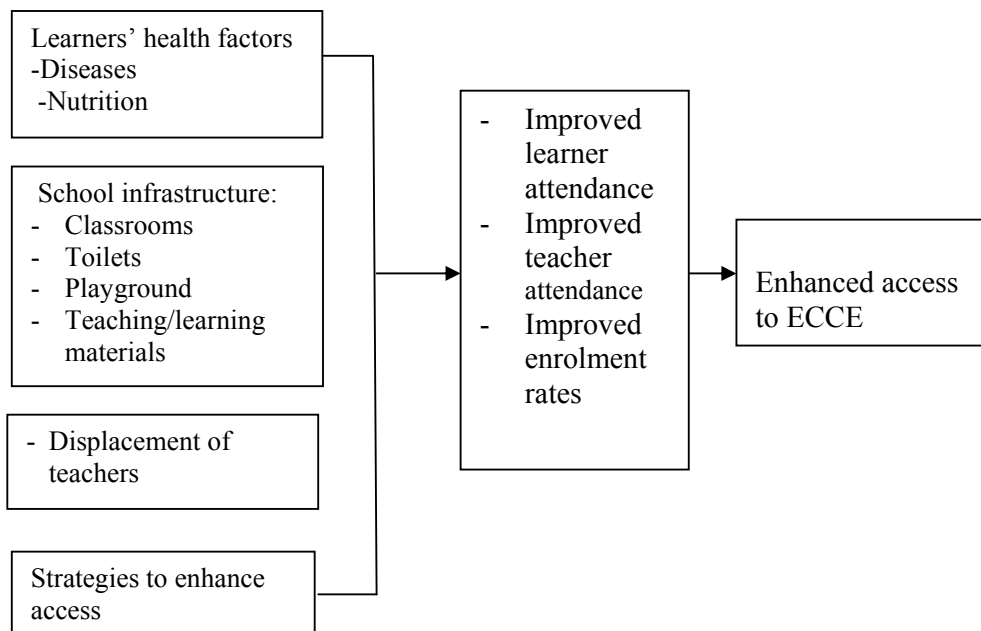 Learners’ health factors
-Diseases
-Nutrition
School infrastructure:
- Classrooms
- Toilets
- Playground
- Teaching/learning
materials
- Displacement of
teachers
Strategies to enhance
access
- Improved
learner
attendance
- Improved
teacher
attendance
- Improved
enrolment
rates
Enhanced access
to ECCE